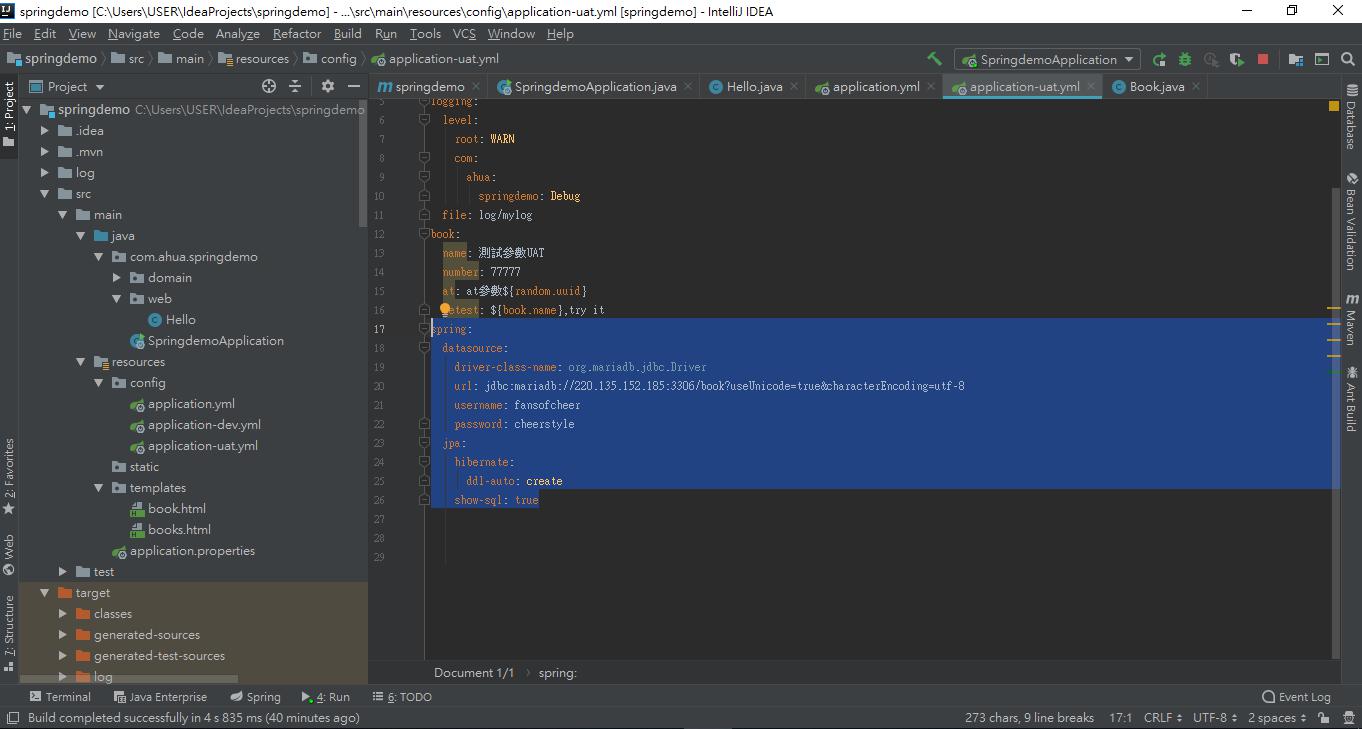 springdemo [C:\Users\USER\IdeaProjects\springdemo] - ...\src\main\resources\config\application-uat.yml [springdemo] - IntelliJ IDEA
File Edit View Navigate Code Analyze Refactor Build Run Tools VCS Window Help
springdemo src main resources config application-uat.yml SpringdemoApplication
Project springdemo SpringdemoApplication.java Hello.java application.yml application-uat.yml Book.java
1: Project
2: Favorites
Web
7: Structure
springdemo C:\Users\USER\IdeaProjects\springdemo
.idea
.mvn
log
src
main
java
com.ahua.springdemo
domain
web
Hello
SpringdemoApplication
resources
config
application.yml
application-dev.yml
application-uat.yml
static
templates
book.html
books.html
application.properties
test
target
classes
generated-sources
generated-test-sources
log
5 logging:
6 level:
7 root: WARN
8 com:
9 ahua:
10 springdemo: Debug
11 file: log/mylog
12 book:
13 name: 測試參數UAT
14 number: 77777
15 at: at參數${random.uuid}
16 etest: ${book.name},try it
17 spring:
18 datasource:
19 driver-class-name: org.mariadb.jdbc.Driver
20 url: jdbc:mariadb://220.135.152.185:3306/book?useUnicode=true&characterEncoding=utf-8
21 username: fansofcheer
22 password: cheerstyle
23 jpa:
24 hibernate:
25 ddl-auto: create
26 show-sql: true
27
28
29
Document 1/1 spring:
Database
Bean Validation
Maven
Ant Build
Terminal Java Enterprise Spring 4: Run 6: TODO Event Log
Build completed successfully in 4 s 835 ms (40 minutes ago) 273 chars, 9 line breaks 17:1 CRLF UTF-8 2 spaces